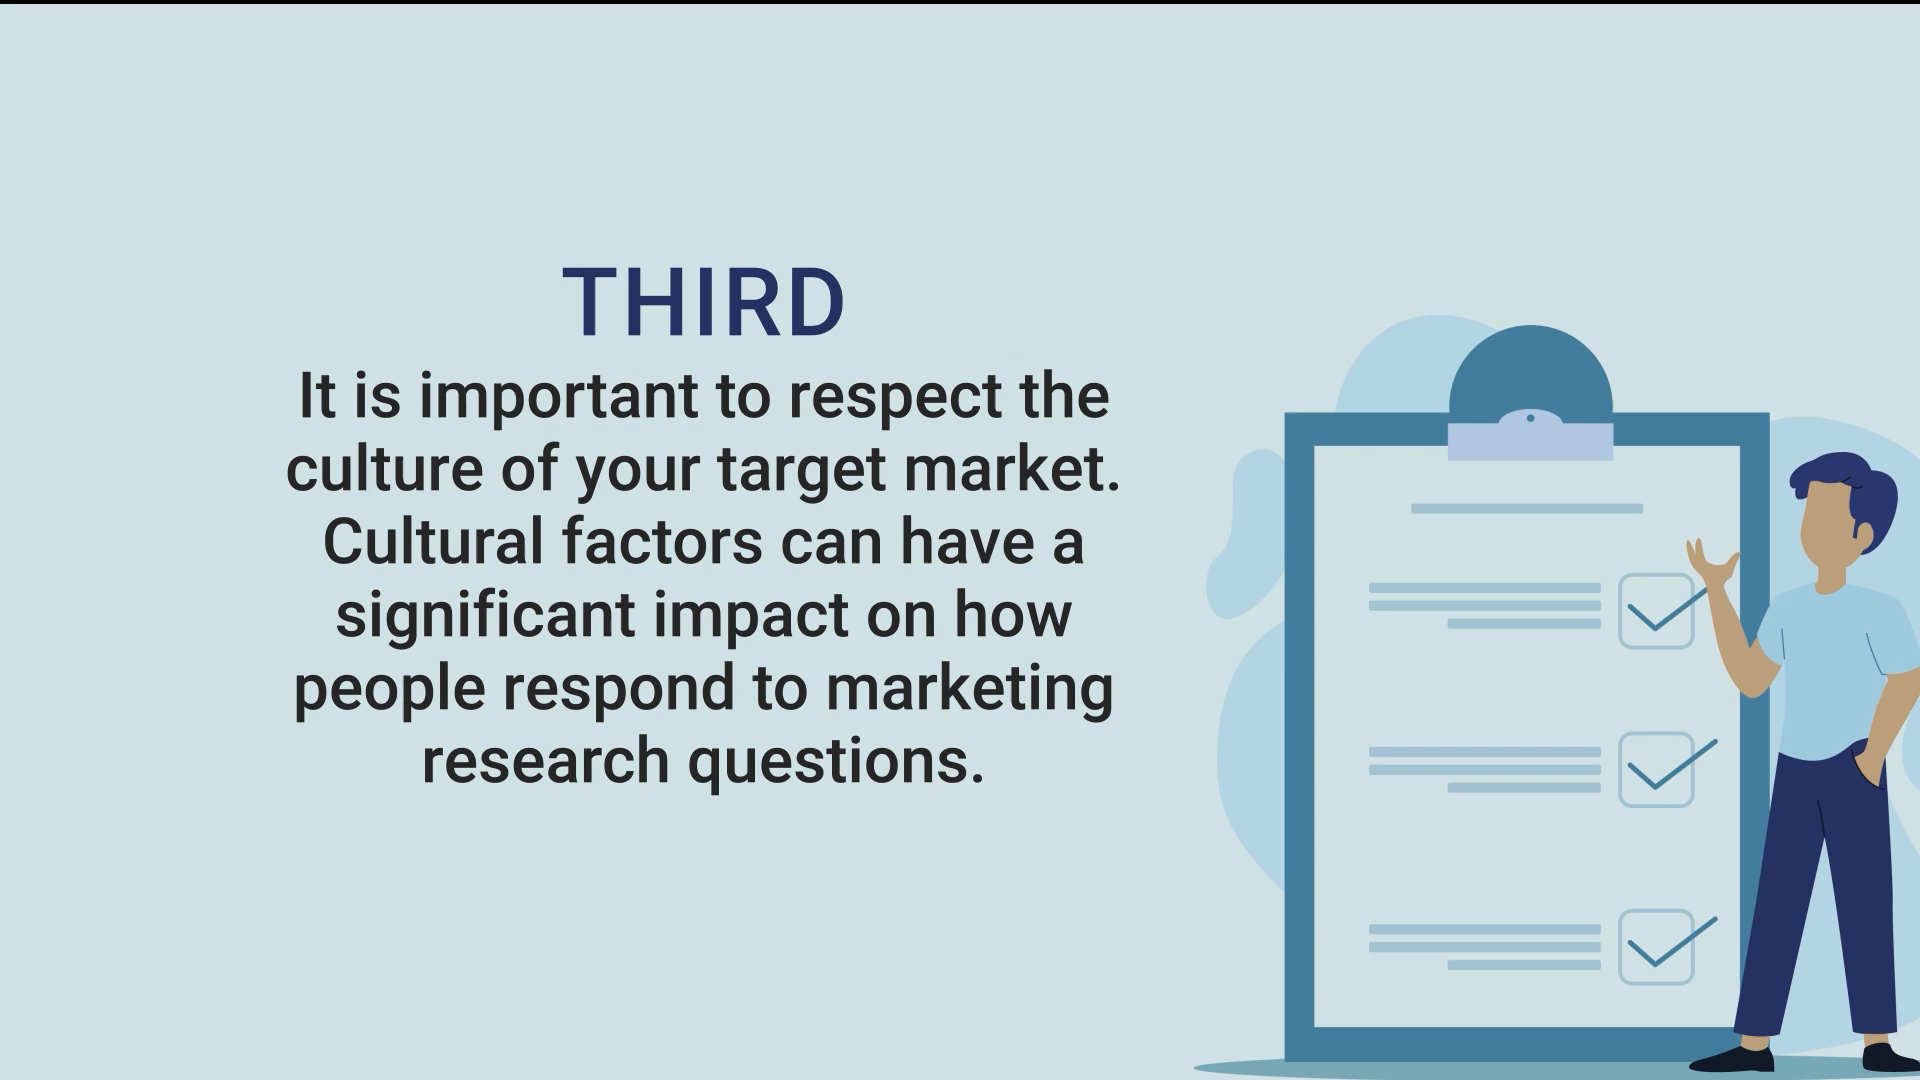 THIRD
It is important to respect the
culture of your target market.
Cultural factors can have a
significant impact on how
people respond to marketing
research questions.